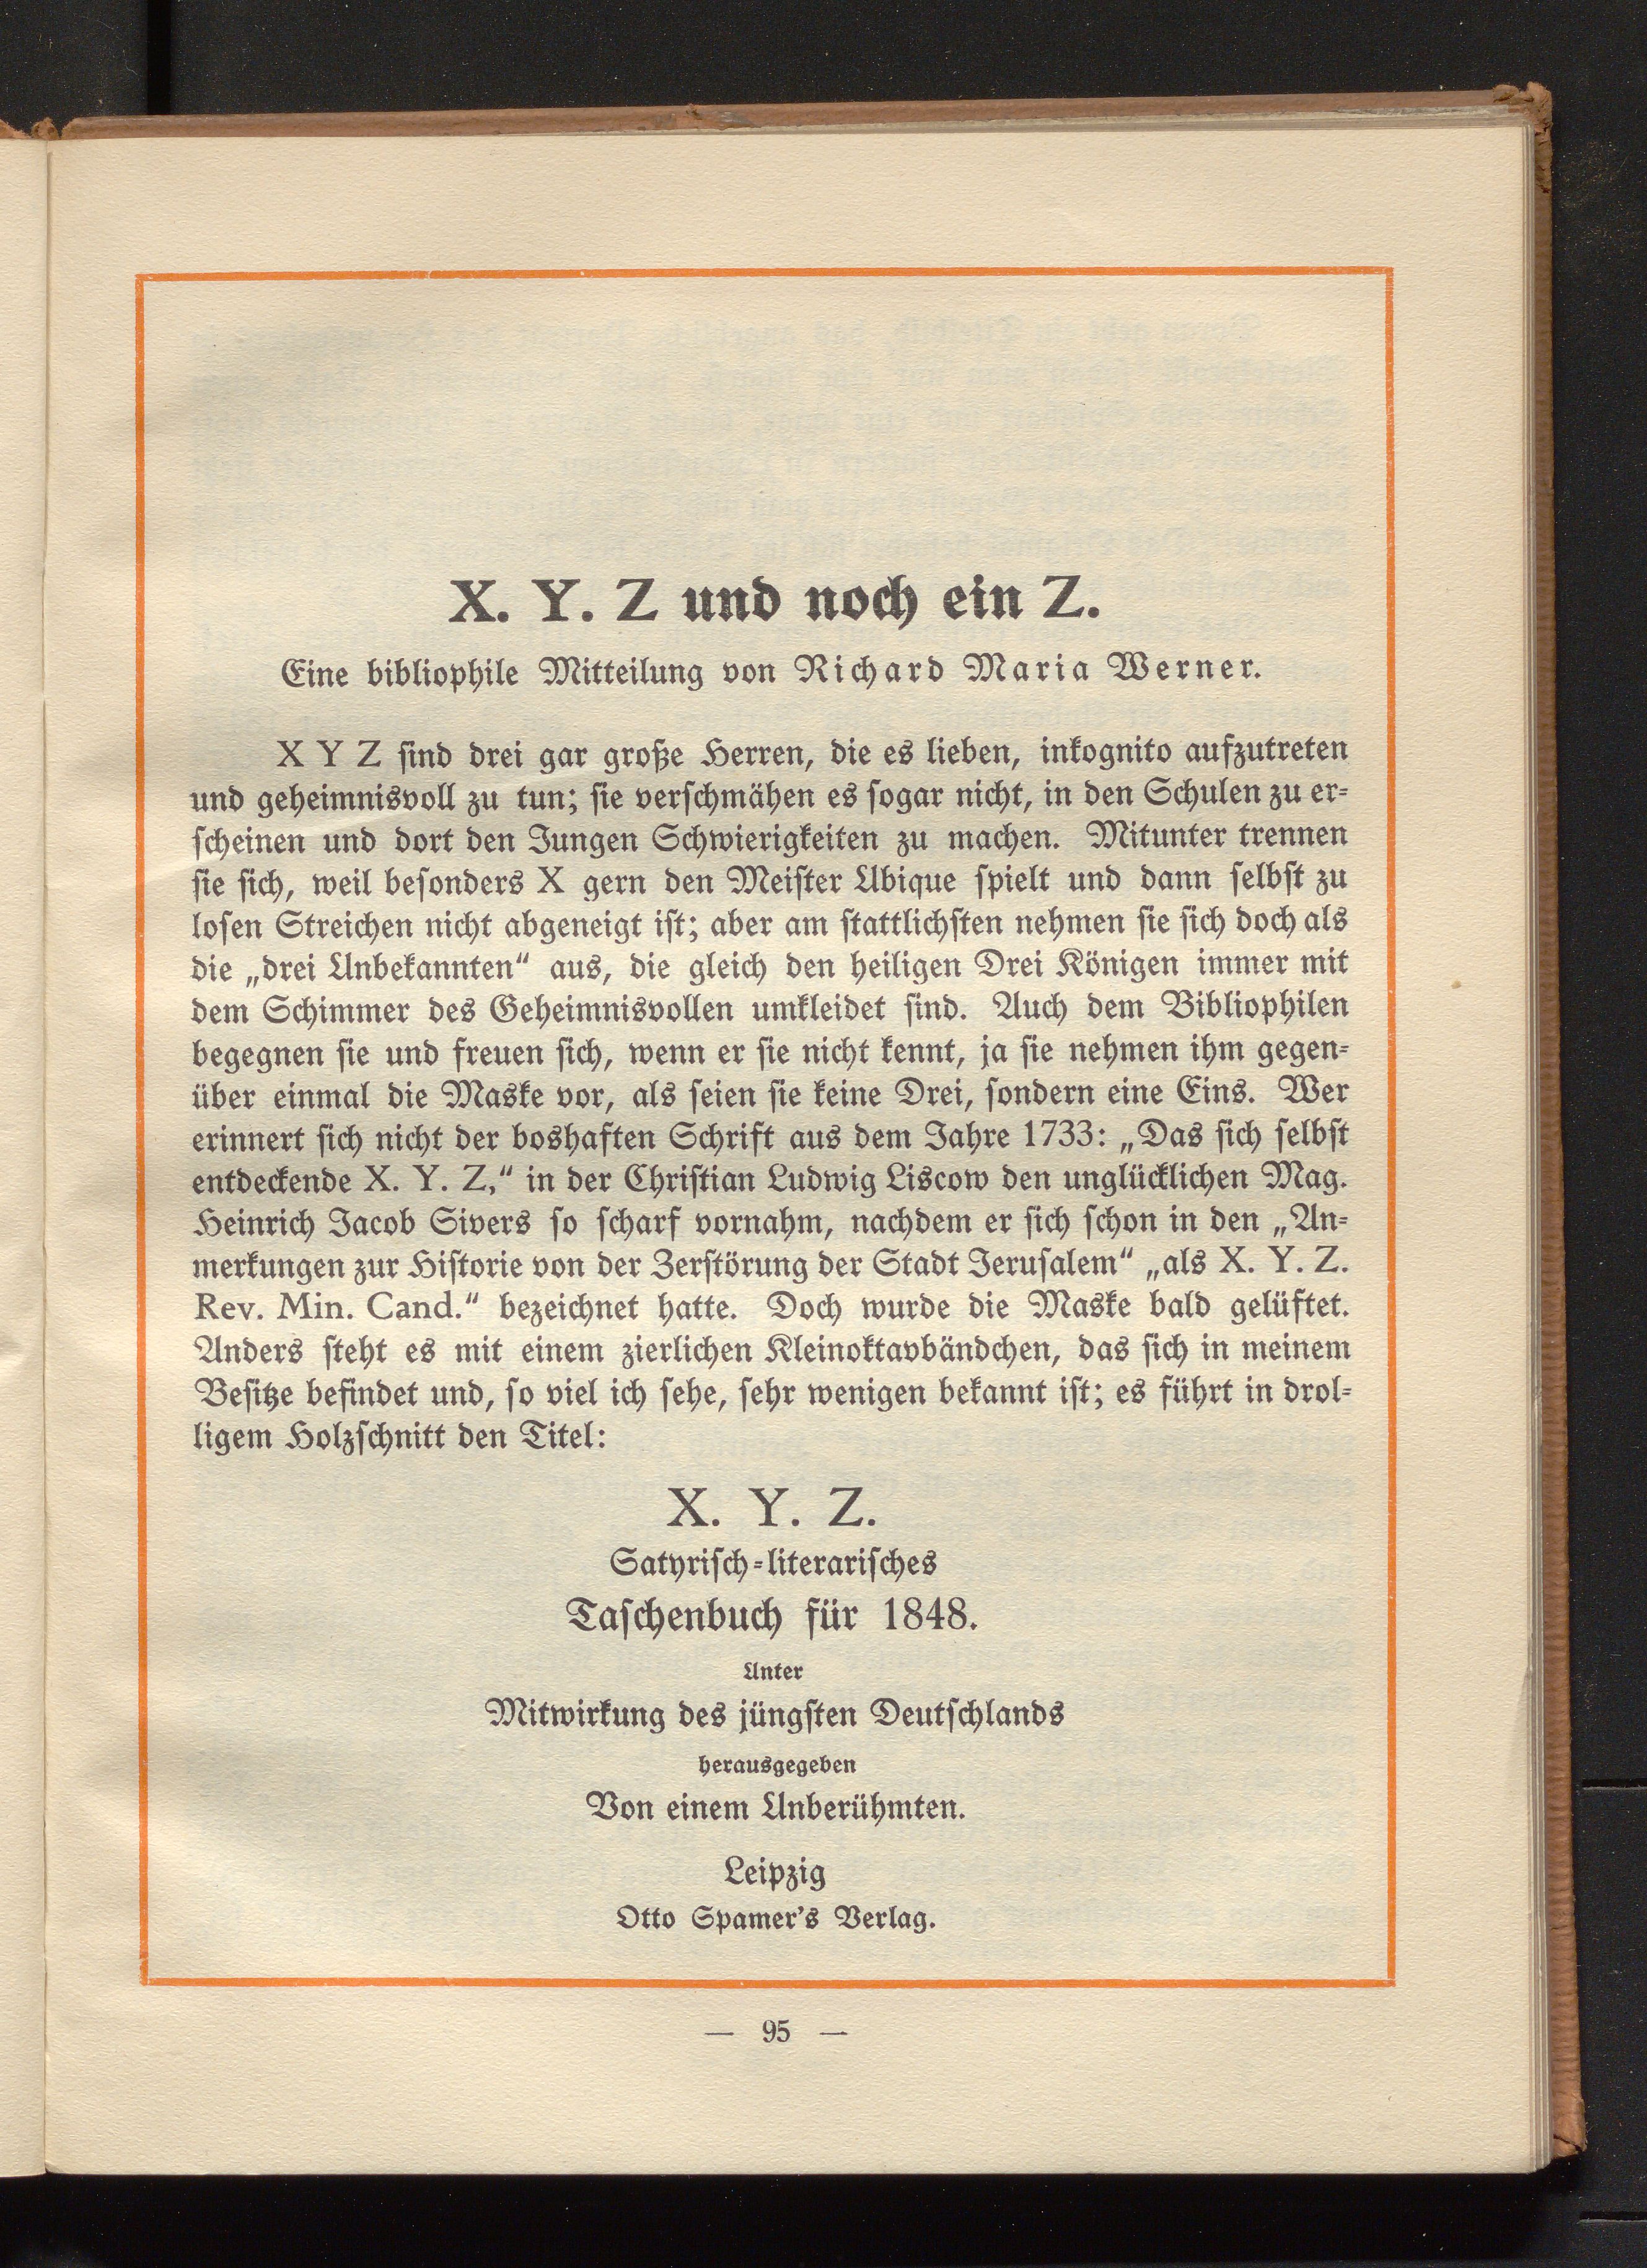 X. Y. Z und noch ein Z.
Eine bibliophile Mitteilung von Richard Maria Werner.
X Y Z sind drei gar große Herren, die es lieben, inkognito aufzutreten
und geheimnisvoll zu tun; sie verschmähen es sogar nicht, in den Schulen zu er-
scheinen und dort den Jungen Schwierigkeiten zu machen. Mitunter trennen
sie sich, weil besonders X gern den Meister Ubique spielt und dann selbst zu
losen Streichen nicht abgeneigt ist; aber am stattlichsten nehmen sie sich doch als
die „drei Unbekannten“ aus, die gleich den heiligen Drei Königen immer mit
dem Schimmer des Geheimnisvollen umkleidet sind. Auch dem Bibliophilen
begegnen sie und freuen sich, wenn er sie nicht kennt, ja sie nehmen ihm gegen-
über einmal die Maske vor, als seien sie keine Drei, sondern eine Eins. Wer
erinnert sich nicht der boshaften Schrift aus dem Jahre 1733: „Das sich selbst
entdeckende X. Y. Z,“ in der Christian Ludwig Liscow den unglücklichen Mag.
Heinrich Jacob Sivers so scharf vornahm, nachdem er sich schon in den „An-
merkungen zur Historie von der Zerstörung der Stadt Jerusalem“ „als X. Y. Z.
Rev. Min. Cand.“ bezeichnet hatte. Doch wurde die Maske bald gelüftet.
Anders steht es mit einem zierlichen Kleinoktavbändchen, das sich in meinem
Besitze befindet und, so viel ich sehe, sehr wenigen bekannt ist; es führt in drol-
ligem Holzschnitt den Titel:
X. Y. Z.
Satyrisch-literarisches
Taschenbuch für 1848.
Unter
Mitwirkung des jüngsten Deutschlands
herausgegeben
Von einem Unberühmten.
Leipzig
Otto Spamer's Verlag.
— 95 —